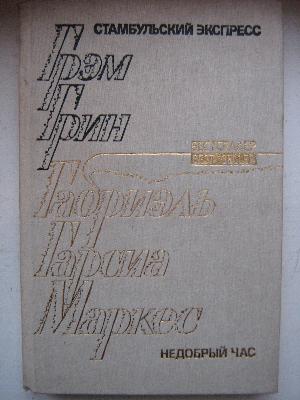 СТАМБУЛЬСКИЙ ЭКСПРЕСС
Грэм
Грин
Габриэль
Гарсиа
Маркес
НЕДОБРЫЙ ЧАС